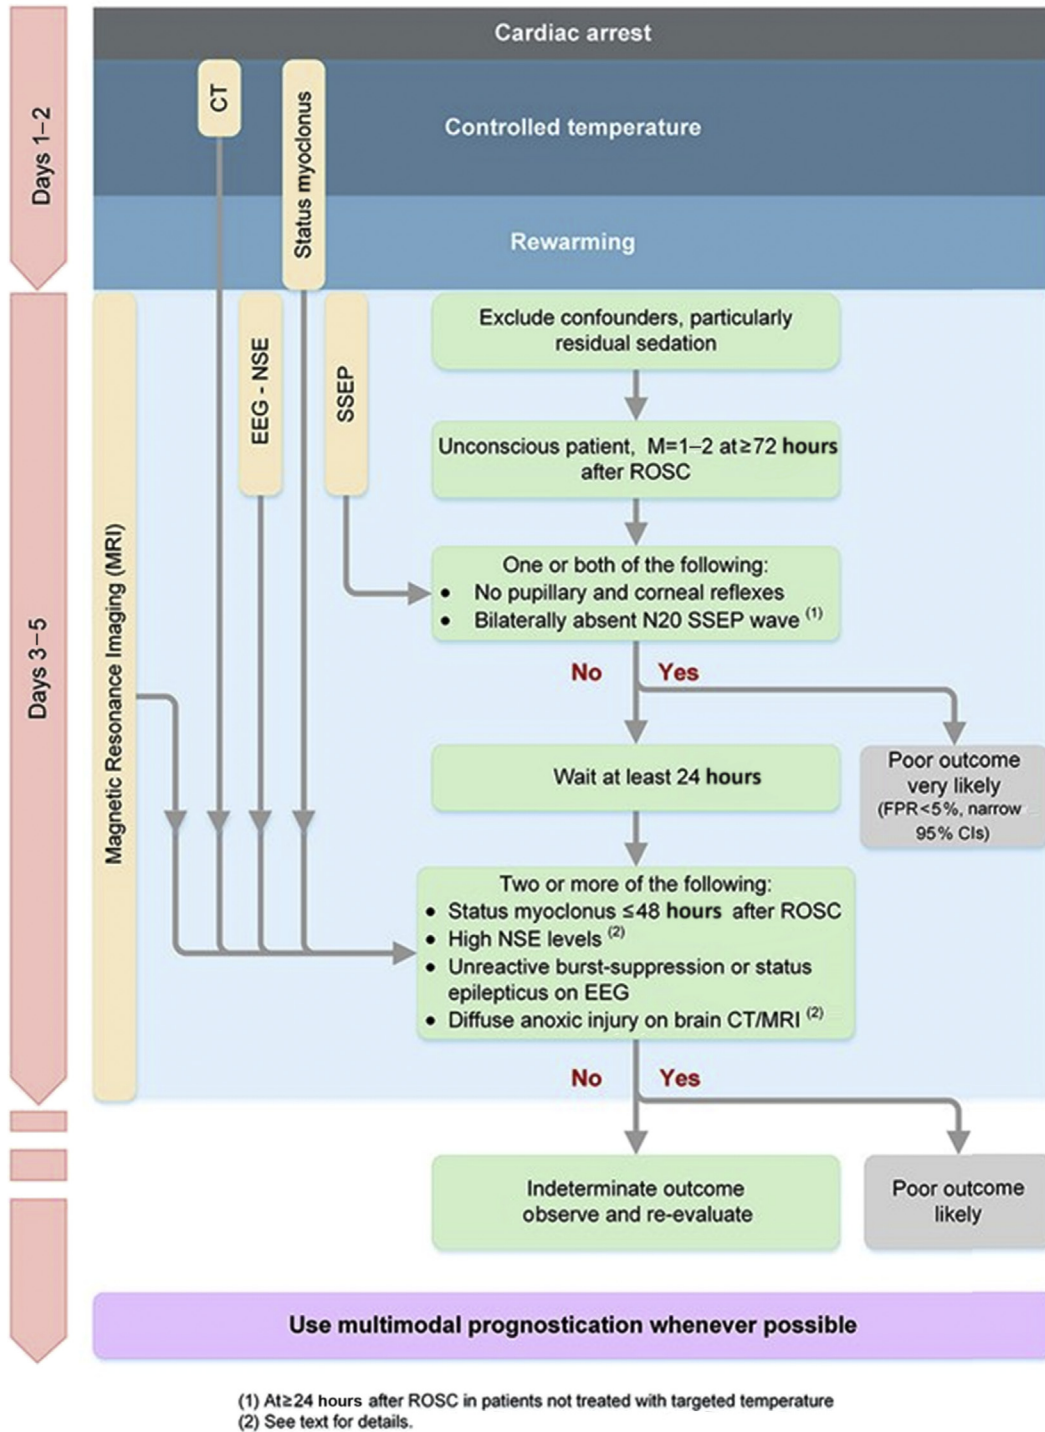 Cardiac arrest
CT
Status myoclonus
Controlled temperature
Days 1–2
Rewarming
Exclude confounders, particularly
residual sedation
EEG - NSE
SSEP
Unconscious patient,  M=1–2 at ≥72 hours
after ROSC
Magnetic Resonance Imaging (MRI)
Days 3–5
One or both of the following:
• No pupillary and corneal reflexes
• Bilaterally absent N20 SSEP wave (1)
No
Yes
Wait at least 24 hours
Poor outcome
very likely
(FPR<5%, narrow
95% CIs)
Two or more of the following:
• Status myoclonus ≤48 hours after ROSC
• High NSE levels (2)
• Unreactive burst-suppression or status
epilepticus on EEG
• Diffuse anoxic injury on brain CT/MRI (2)
No
Yes
Indeterminate outcome
observe and re-evaluate
Poor outcome
likely
Use multimodal prognostication whenever possible
(1) At ≥24 hours after ROSC in patients not treated with targeted temperature
(2) See text for details.